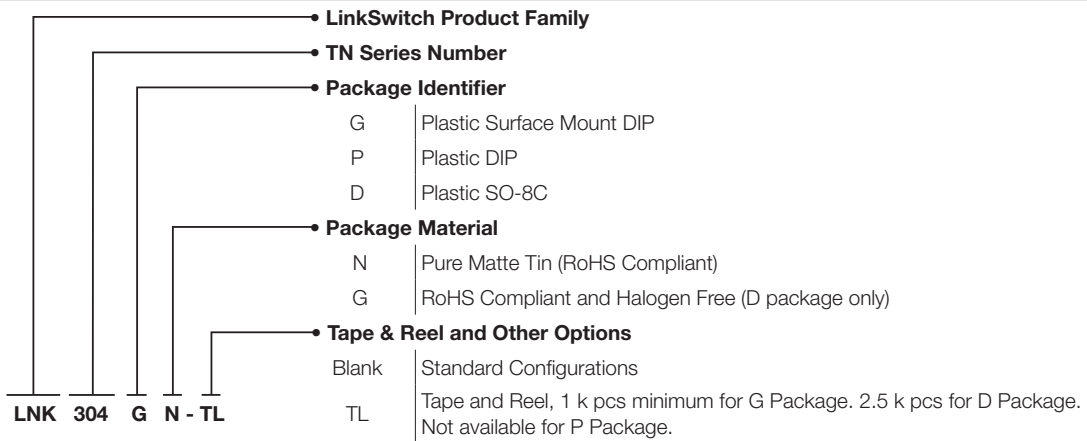 LinkSwitch Product Family
TN Series Number
Package Identifier
G Plastic Surface Mount DIP
P Plastic DIP
D Plastic SO-8C
Package Material
N Pure Matte Tin (RoHS Compliant)
G RoHS Compliant and Halogen Free (D package only)
Tape & Reel and Other Options
Blank Standard Configurations
TL Tape and Reel, 1 k pcs minimum for G Package. 2.5 k pcs for D Package.
Not available for P Package.
LNK 304 G N - TL